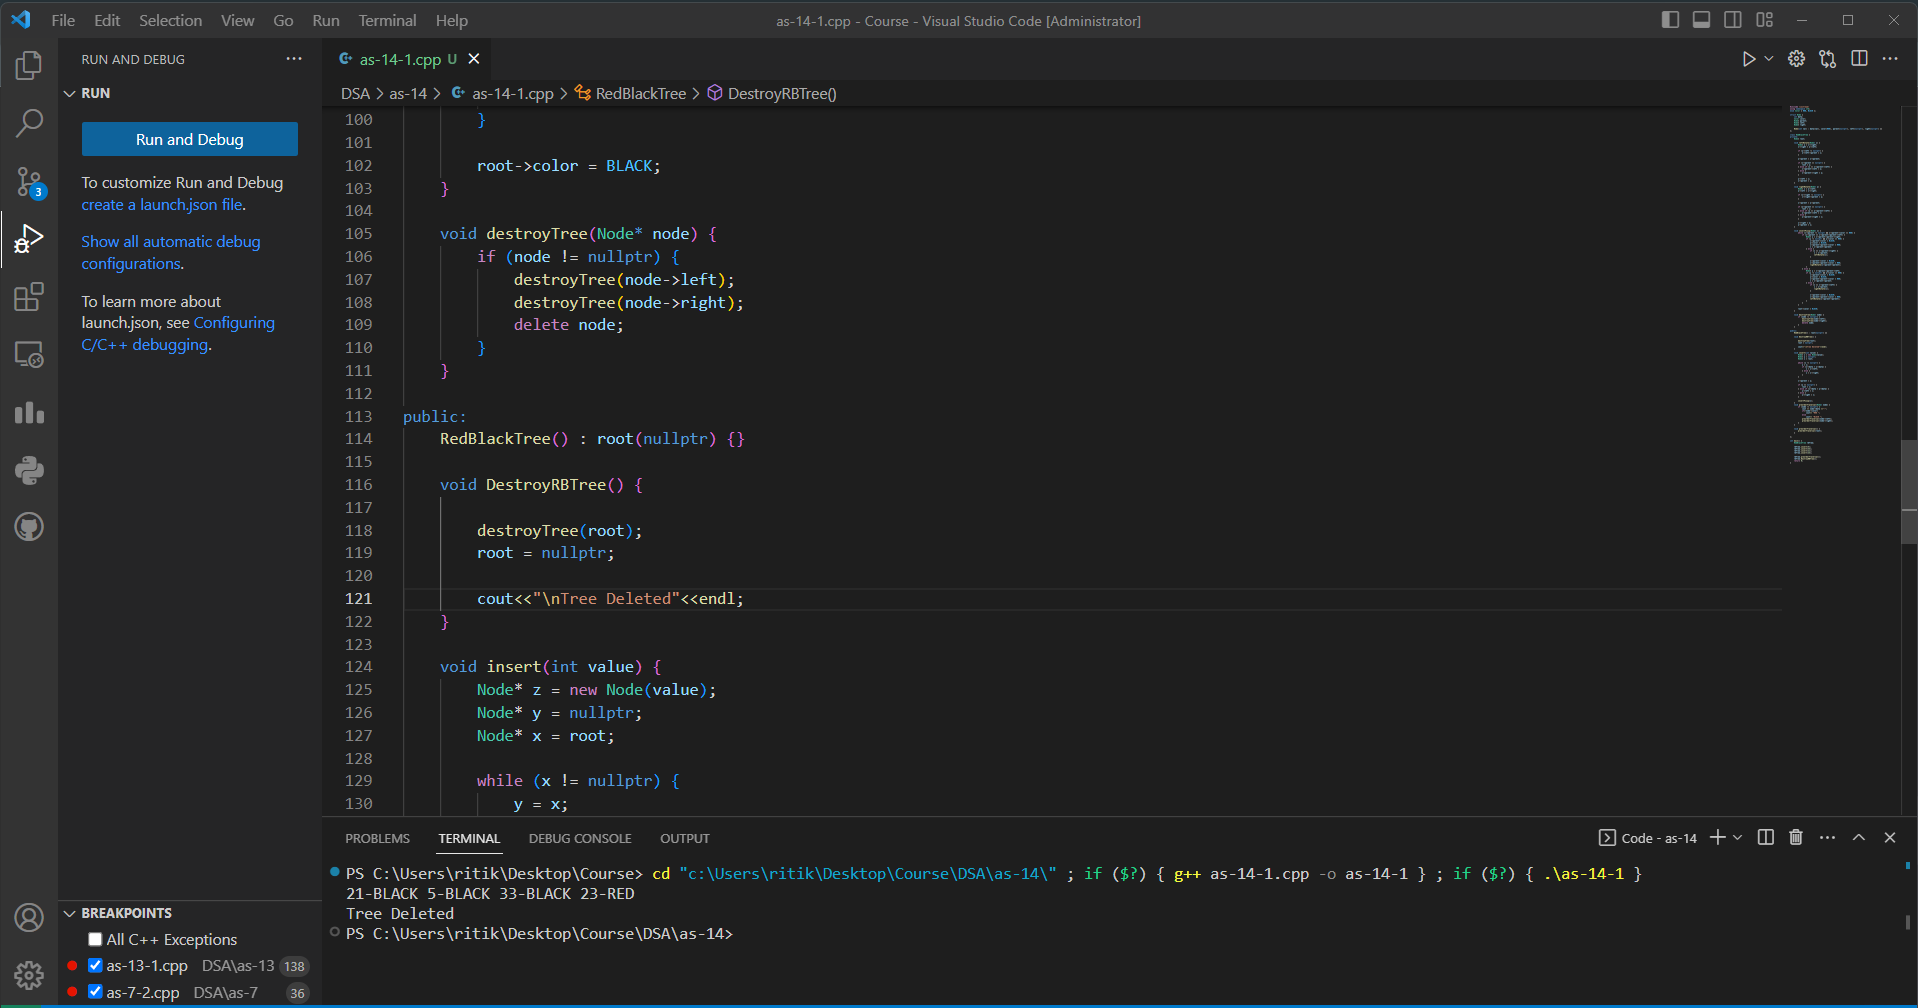 File Edit Selection View Go Run Terminal Help
as-14-1.cpp - Course - Visual Studio Code [Administrator]
RUN AND DEBUG
RUN
Run and Debug
To customize Run and Debug
create a launch.json file.
Show all automatic debug
configurations.
To learn more about
launch.json, see Configuring
C/C++ debugging.
3
as-14-1.cpp U
DSA > as-14 > as-14-1.cpp > RedBlackTree > DestroyRBTree()
100 }
101
102 root->color = BLACK;
103 }
104
105 void destroyTree(Node* node) {
106 if (node != nullptr) {
107 destroyTree(node->left);
108 destroyTree(node->right);
109 delete node;
110 }
111 }
112
113 public:
114 RedBlackTree() : root(nullptr) {}
115
116 void DestroyRBTree() {
117
118 destroyTree(root);
119 root = nullptr;
120
121 cout<<"\nTree Deleted"<<endl;
122 }
123
124 void insert(int value) {
125 Node* z = new Node(value);
126 Node* y = nullptr;
127 Node* x = root;
128
129 while (x != nullptr) {
130 y = x;
PROBLEMS TERMINAL DEBUG CONSOLE OUTPUT
Code - as-14
PS C:\Users\ritik\Desktop\Course> cd "c:\Users\ritik\Desktop\Course\DSA\as-14\" ; if ($?) { g++ as-14-1.cpp -o as-14-1 } ; if ($?) { .\as-14-1 }
21-BLACK 5-BLACK 33-BLACK 23-RED
Tree Deleted
PS C:\Users\ritik\Desktop\Course\DSA\as-14>
BREAKPOINTS
All C++ Exceptions
as-13-1.cpp DSA\as-13 138
as-7-2.cpp DSA\as-7 36